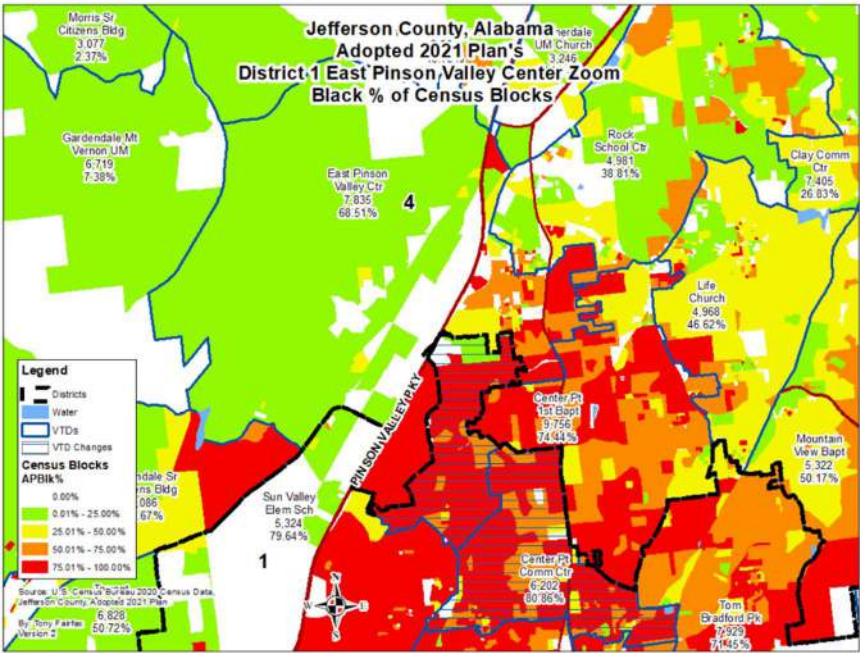 Jefferson County, Alabama
Adopted 2021 Plan's
District 1 East Pinson Valley Center Zoom
Black % of Census Blocks
Morris Sr
Citizens Bldg
3,077
2.37%
UM Church
3,246
Gardendale Mt
Vernon UM
6,719
7.38%
East Pinson
Valley Ctr
7,835
68.51%
4
Rock
School Ctr
4,981
38.81%
Clay Comm
Ctr
7,405
26.83%
Life
Church
4,968
46.62%
PINSON VALLEY PKY
Center Pt
1st Bapt
9,756
74.44%
Mountain
View Bapt
5,322
50.17%
Sun Valley
Elem Sch
5,324
79.64%
1
Center Pt
Comm Ctr
6,202
80.86%
Tom
Bradford Pk
7,929
71.45%
ndale Sr
ens Bldg
086
67%
6,828
50.72%
Legend
Districts
Water
VTDs
VTD Changes
Census Blocks
APBlk%
0.00%
0.01% - 25.00%
25.01% - 50.00%
50.01% - 75.00%
75.01% - 100.00%
Source: U.S. Census Bureau 2020 Census Data,
Jefferson County Adopted 2021 Plan
By: Tony Fairfax
Version 2
N
W
E
S